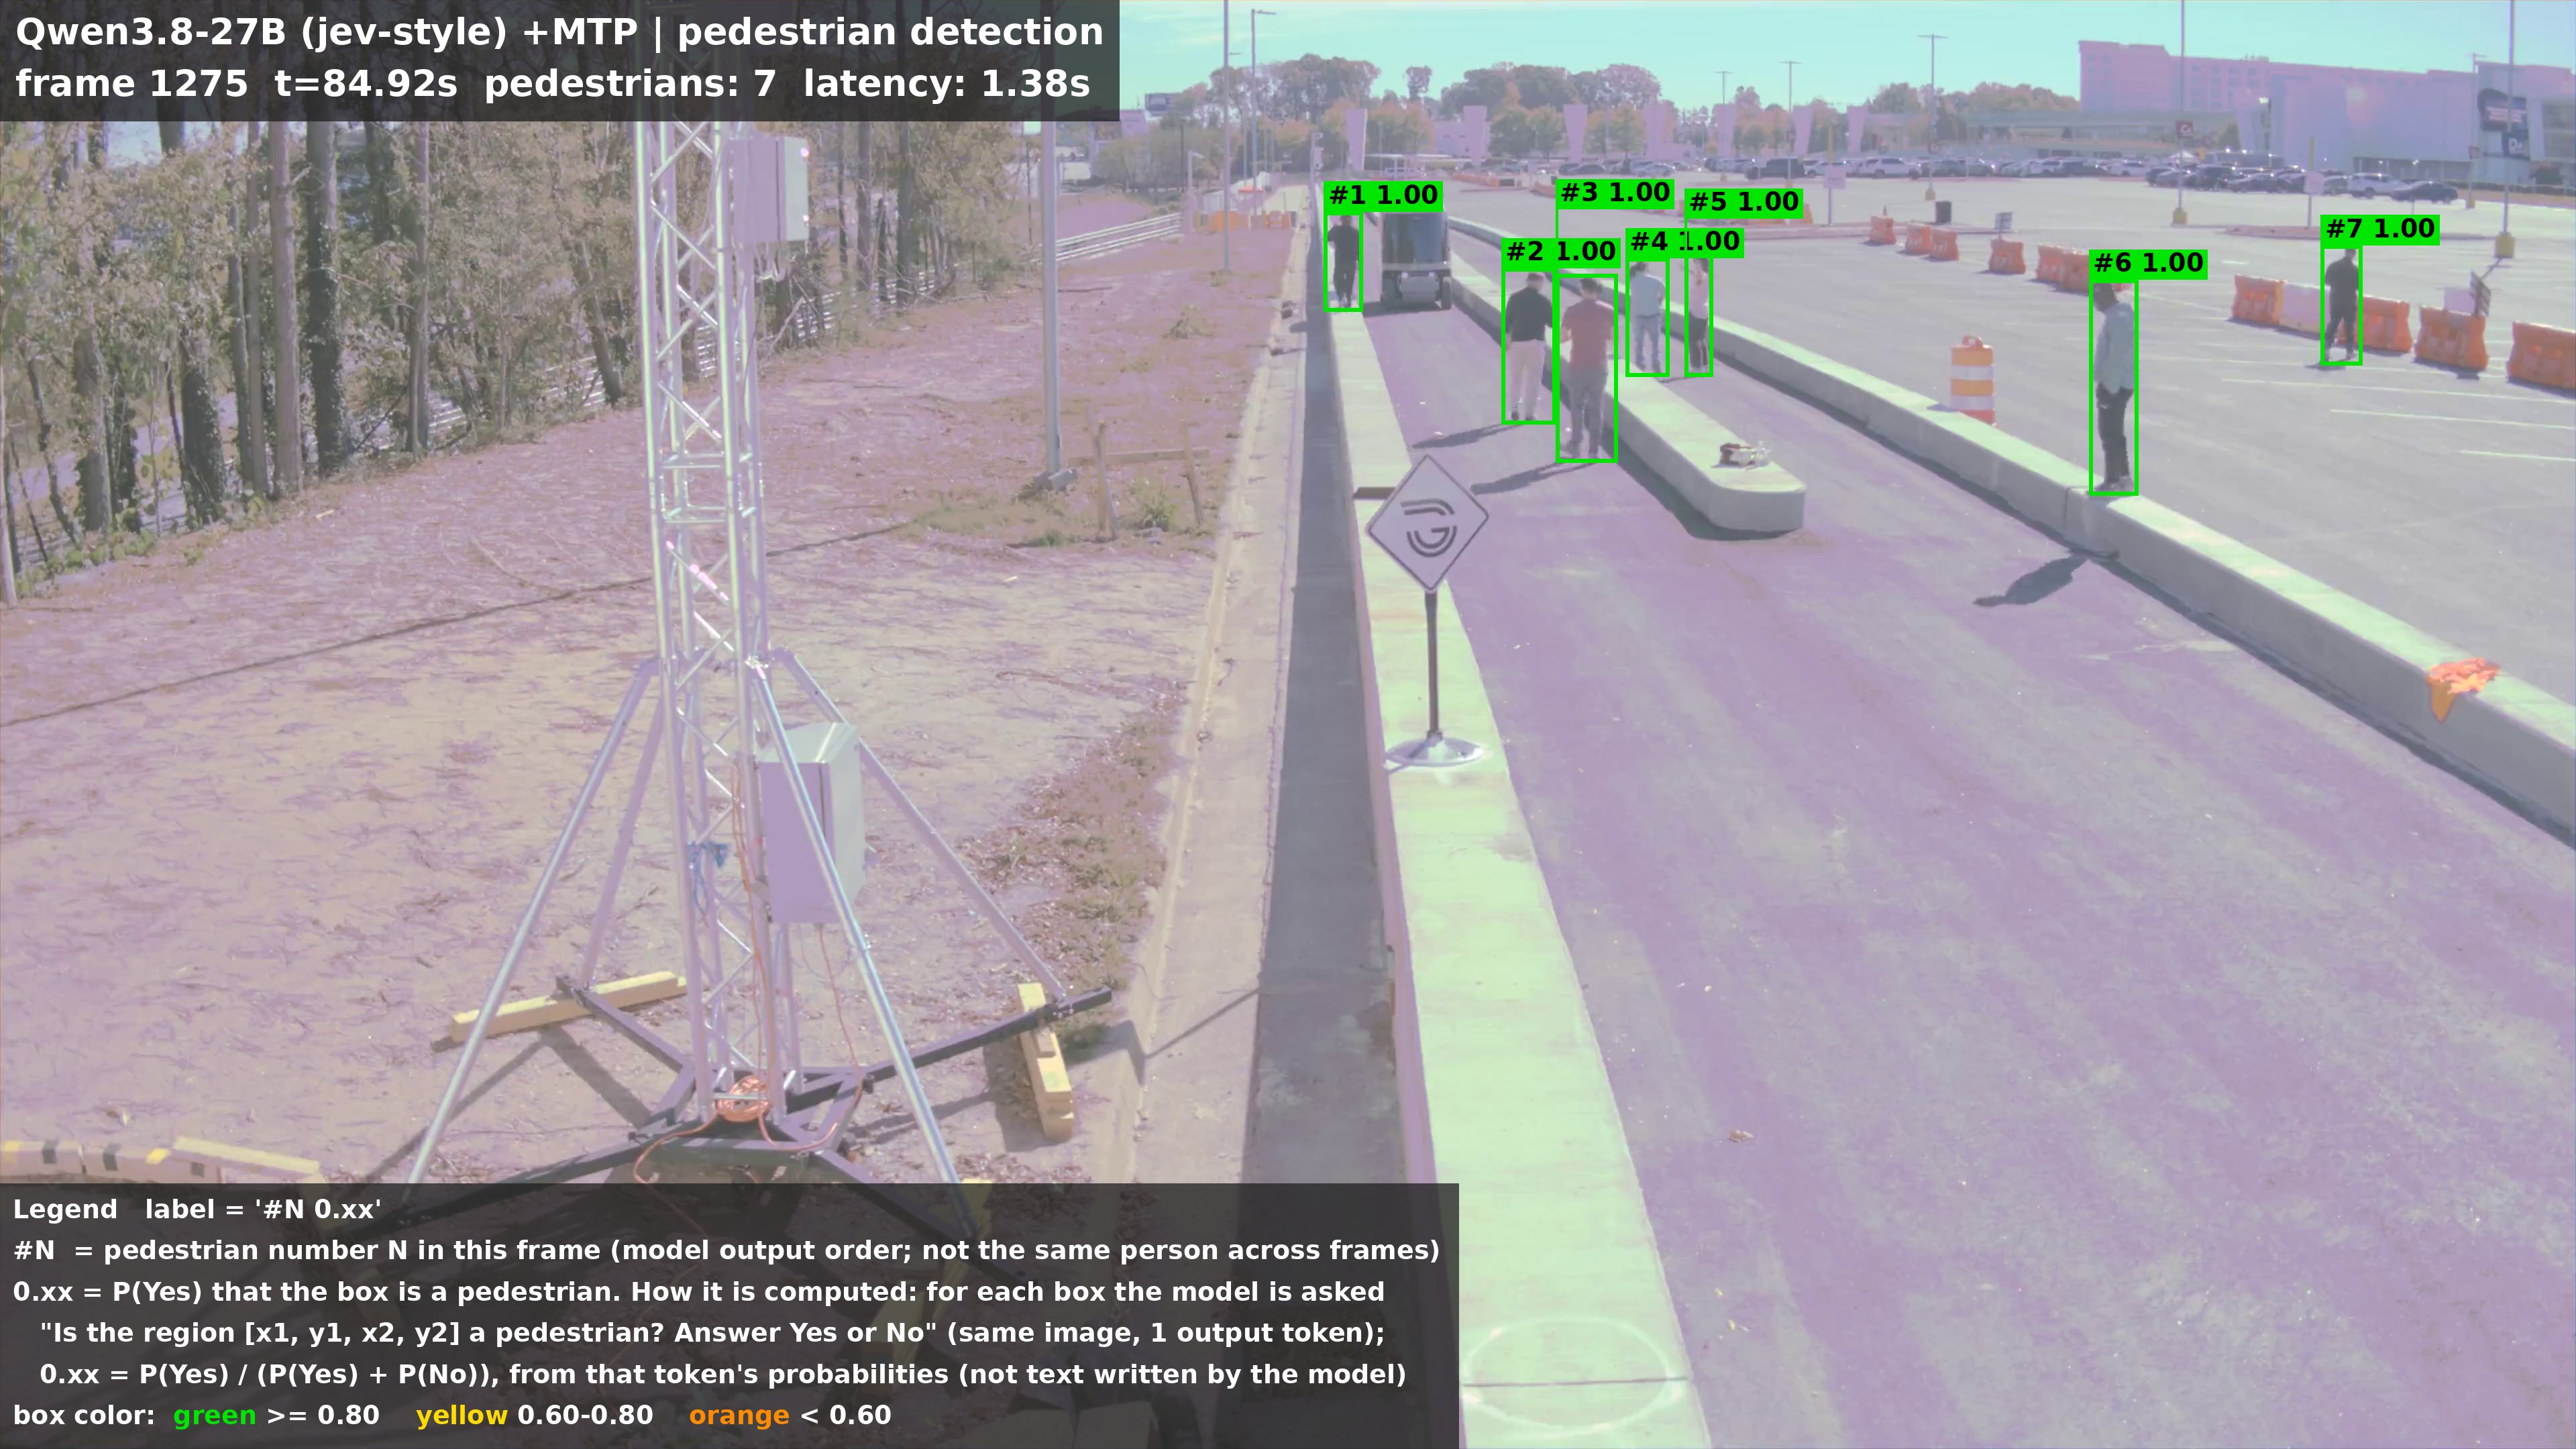 Qwen3.8-27B (jev-style) +MTP | pedestrian detection
frame 1275  t=84.92s  pedestrians: 7  latency: 1.38s
#1 1.00
#3 1.00
#5 1.00
#2 1.00
#4 1.00
#7 1.00
#6 1.00
Legend   label = '#N 0.xx'
#N  = pedestrian number N in this frame (model output order; not the same person across frames)
0.xx = P(Yes) that the box is a pedestrian. How it is computed: for each box the model is asked
"Is the region [x1, y1, x2, y2] a pedestrian? Answer Yes or No" (same image, 1 output token);
0.xx = P(Yes) / (P(Yes) + P(No)), from that token's probabilities (not text written by the model)
box color:  green >= 0.80    yellow 0.60-0.80    orange < 0.60